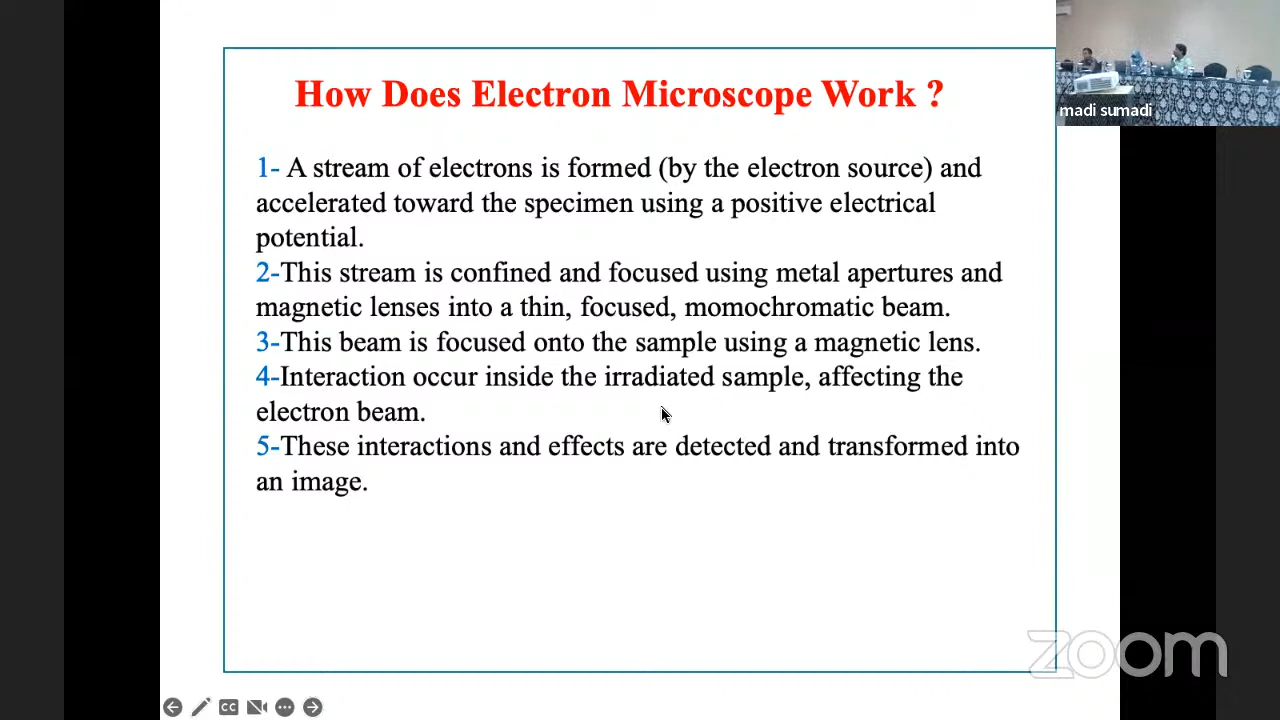 How Does Electron Microscope Work ?
madi sumadi
1- A stream of electrons is formed (by the electron source) and
accelerated toward the specimen using a positive electrical
potential.
2-This stream is confined and focused using metal apertures and
magnetic lenses into a thin, focused, momochromatic beam.
3-This beam is focused onto the sample using a magnetic lens.
4-Interaction occur inside the irradiated sample, affecting the
electron beam.
5-These interactions and effects are detected and transformed into
an image.
zoom
CC